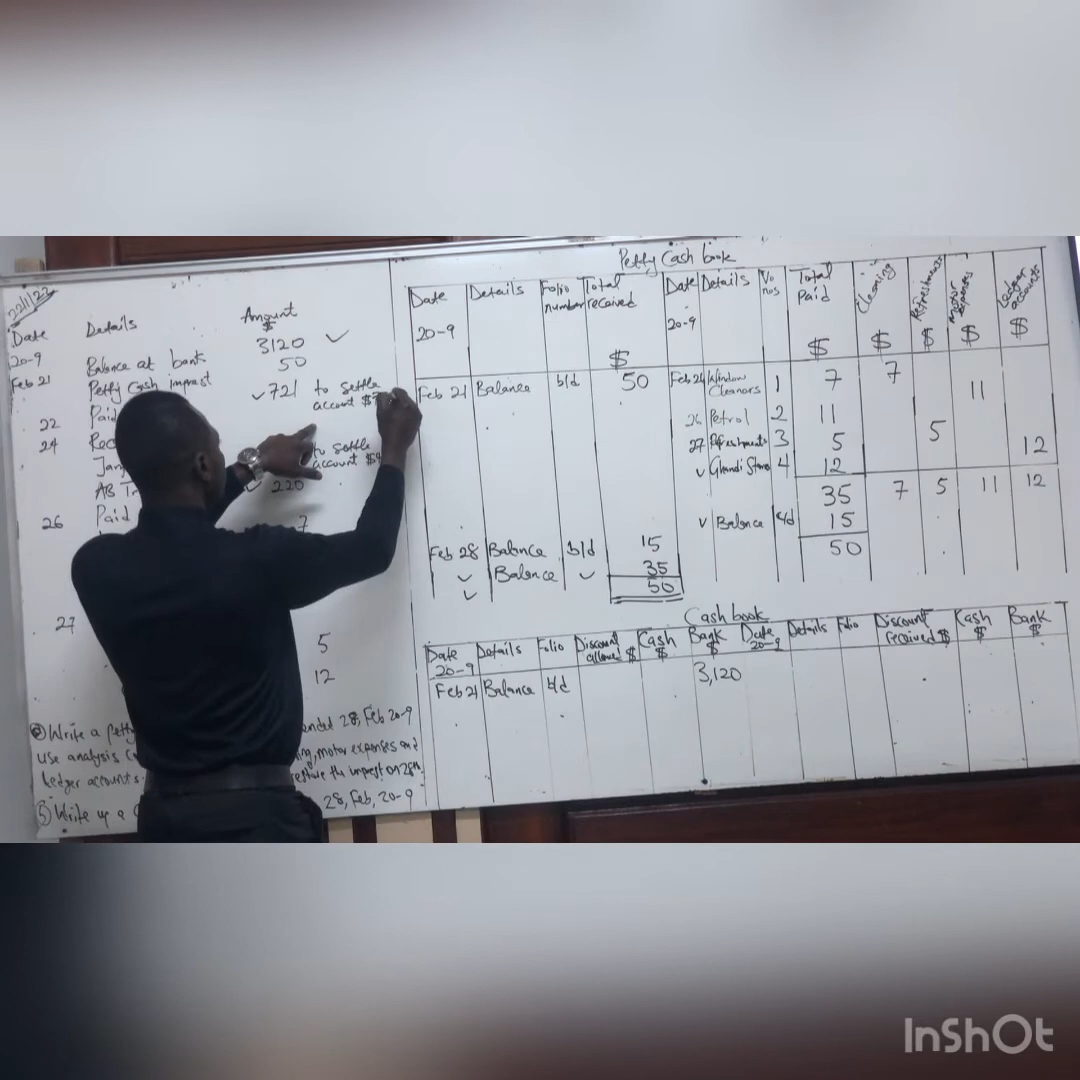 22/11/22
Date Details Amount
$
20-9 Balance at bank 3120
Feb 21 Petty Cash imprest 50
22 Paid 721 to settle
account
24
to settle
account
AB 220
26 Paid 7
27 5
12
Write a petty ended 28, Feb 20-9
use analysis motor expenses and
ledger accounts. restore the imprest on 28th
Write up a 28, Feb, 20-9
Petty Cash book
Date Details Folio number Total received Date Details Vo nos Total Paid Cleaning Refreshments motor expenses Ledger accounts
20-9 20-9
$ $ $ $ $ $
Feb 21 Balance b/d 50 Feb 26 Window Cleanors 1 7 7
26 Petrol 2 11 11
27 Refreshments 3 5 5
Ghandi Store 4 12 12
35 7 5 11 12
Balance c/d 15
50
Feb 28 Balance b/d 15
Balance 35
50
Cash book
Date Details Folio Discount allowed $ Cash $ Bank $ Date Details Folio Discount received $ Cash $ Bank $
20-9 20-9
Feb 21 Balance b/d 3,120
InShOt